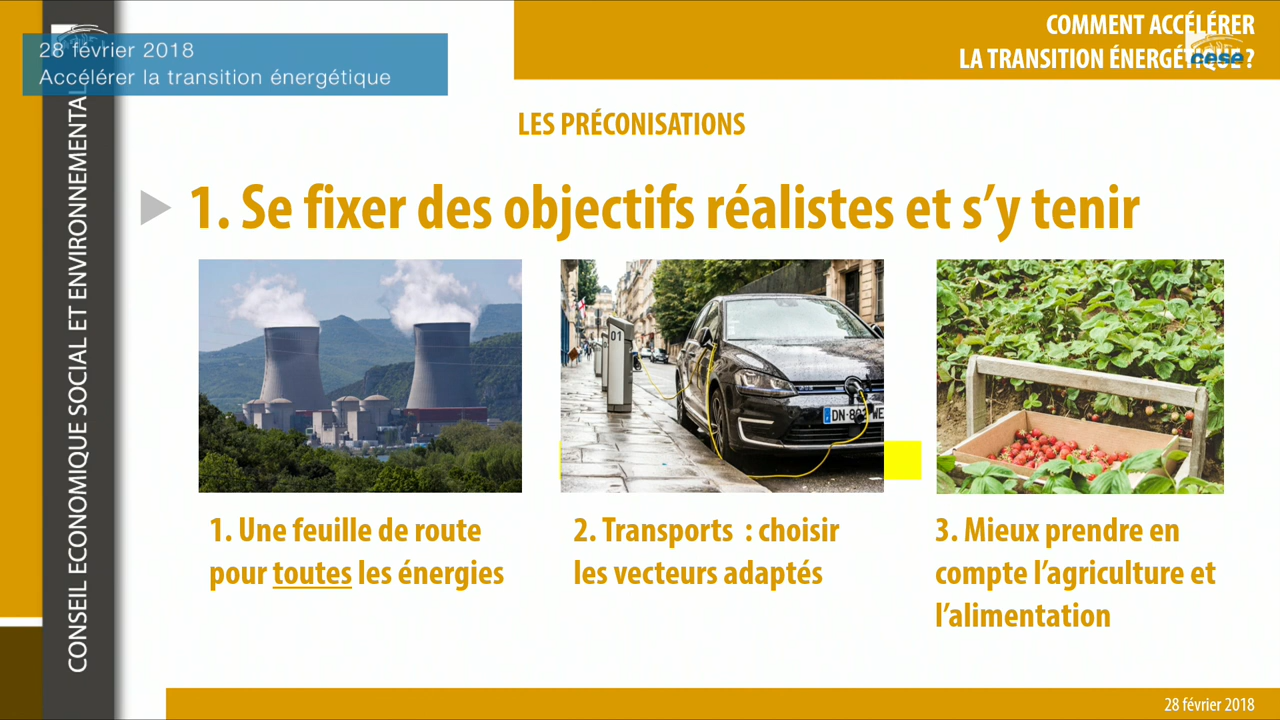 28 février 2018
Accélérer la transition énergétique
CONSEIL ECONOMIQUE SOCIAL ET ENVIRONNEMENTAL
COMMENT ACCÉLÉRER
LA TRANSITION ÉNERGÉTIQUE ?
cese
LES PRÉCONISATIONS
1. Se fixer des objectifs réalistes et s’y tenir
01
1. Une feuille de route
pour toutes les énergies
2. Transports : choisir
les vecteurs adaptés
3. Mieux prendre en
compte l’agriculture et
l’alimentation
28 février 2018